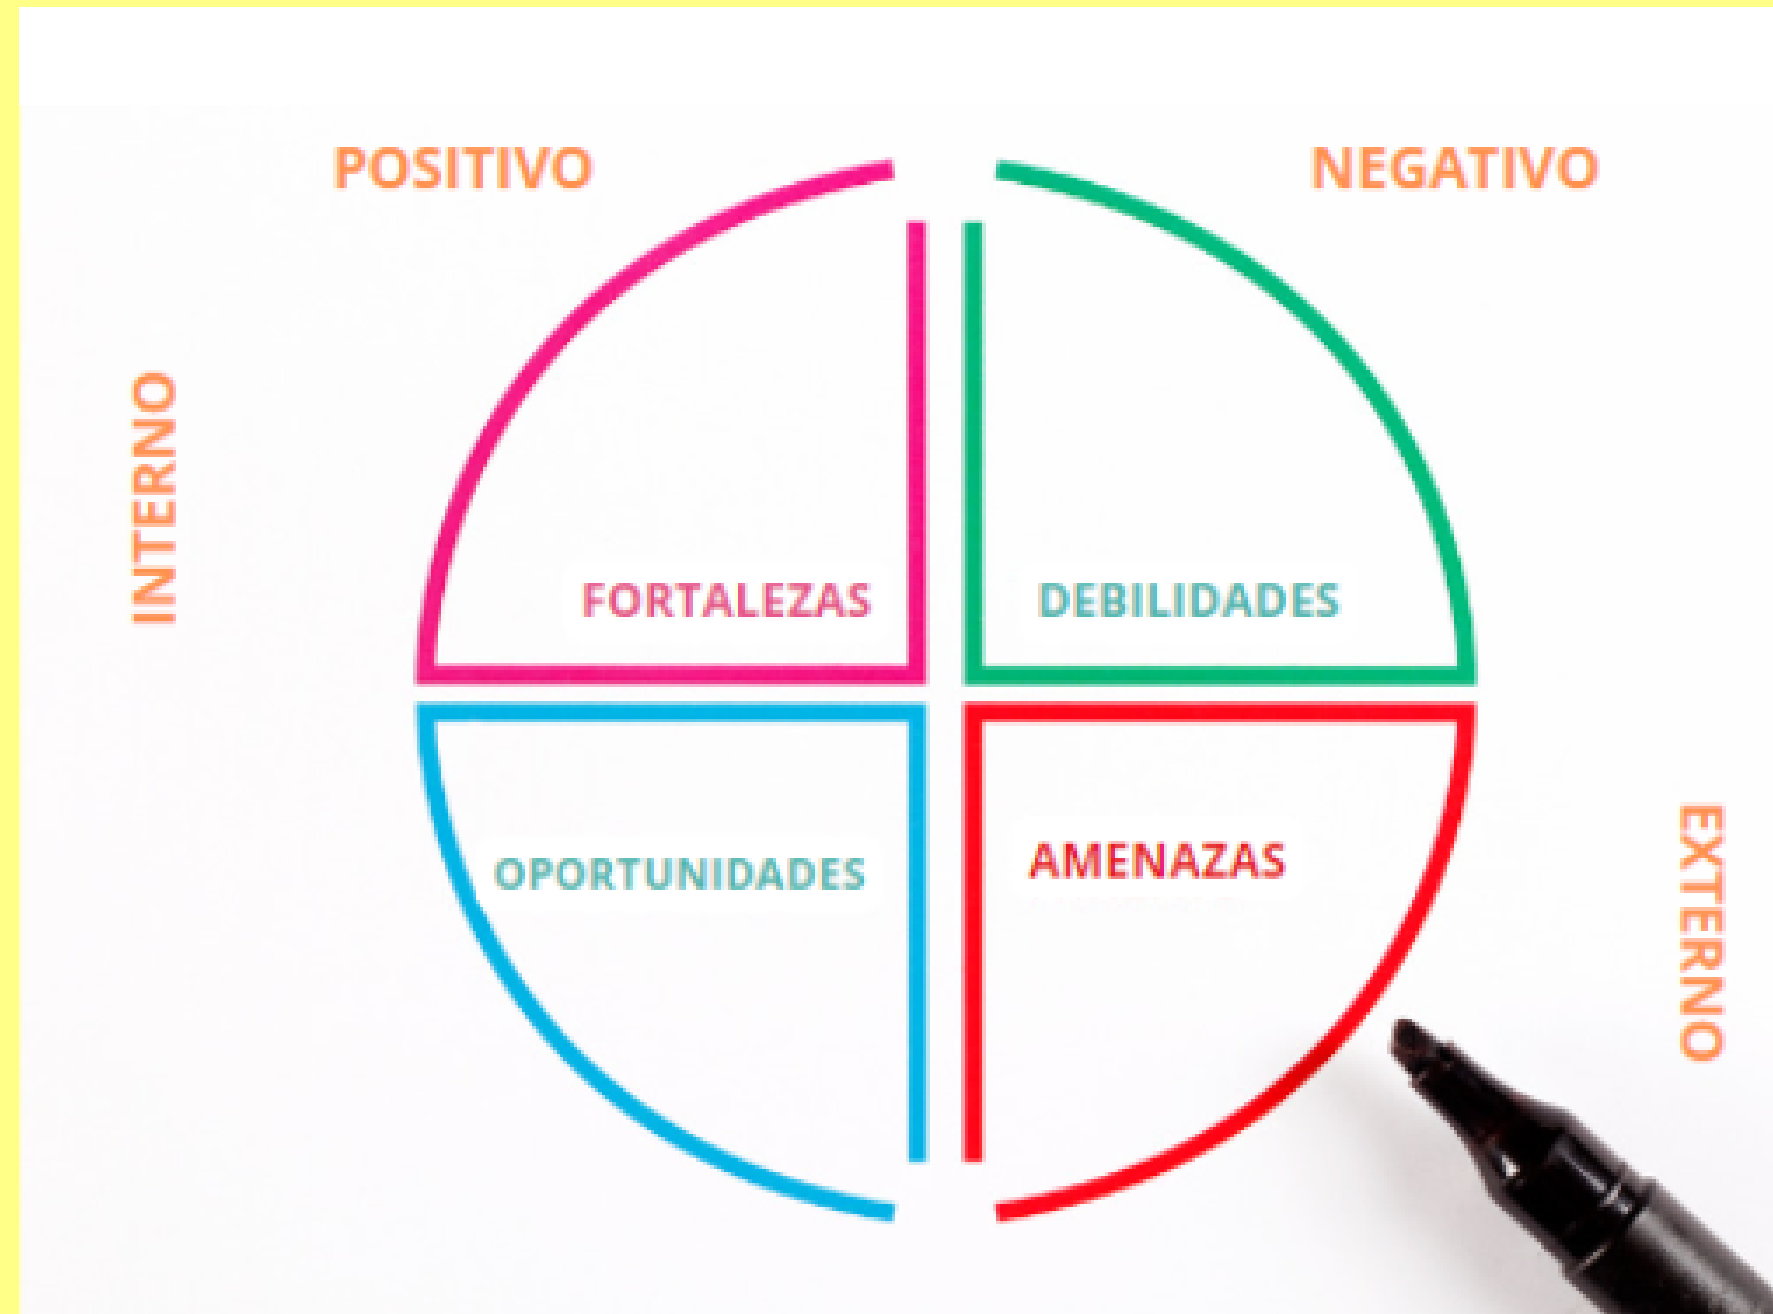 POSITIVO
NEGATIVO
INTERNO
FORTALEZAS
DEBILIDADES
OPORTUNIDADES
AMENAZAS
EXTERNO